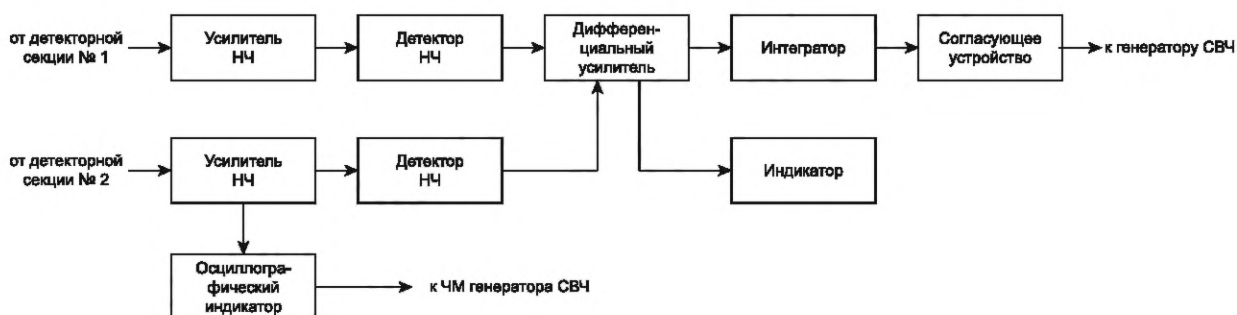 от детекторной
секции № 1
Усилитель
НЧ
Детектор
НЧ
Дифферен-
циальный
усилитель
Интегратор
Согласующее
устройство
к генератору СВЧ
от детекторной
секции № 2
Усилитель
НЧ
Детектор
НЧ
Индикатор
Осциллогра-
фический
индикатор
к ЧМ генератора СВЧ